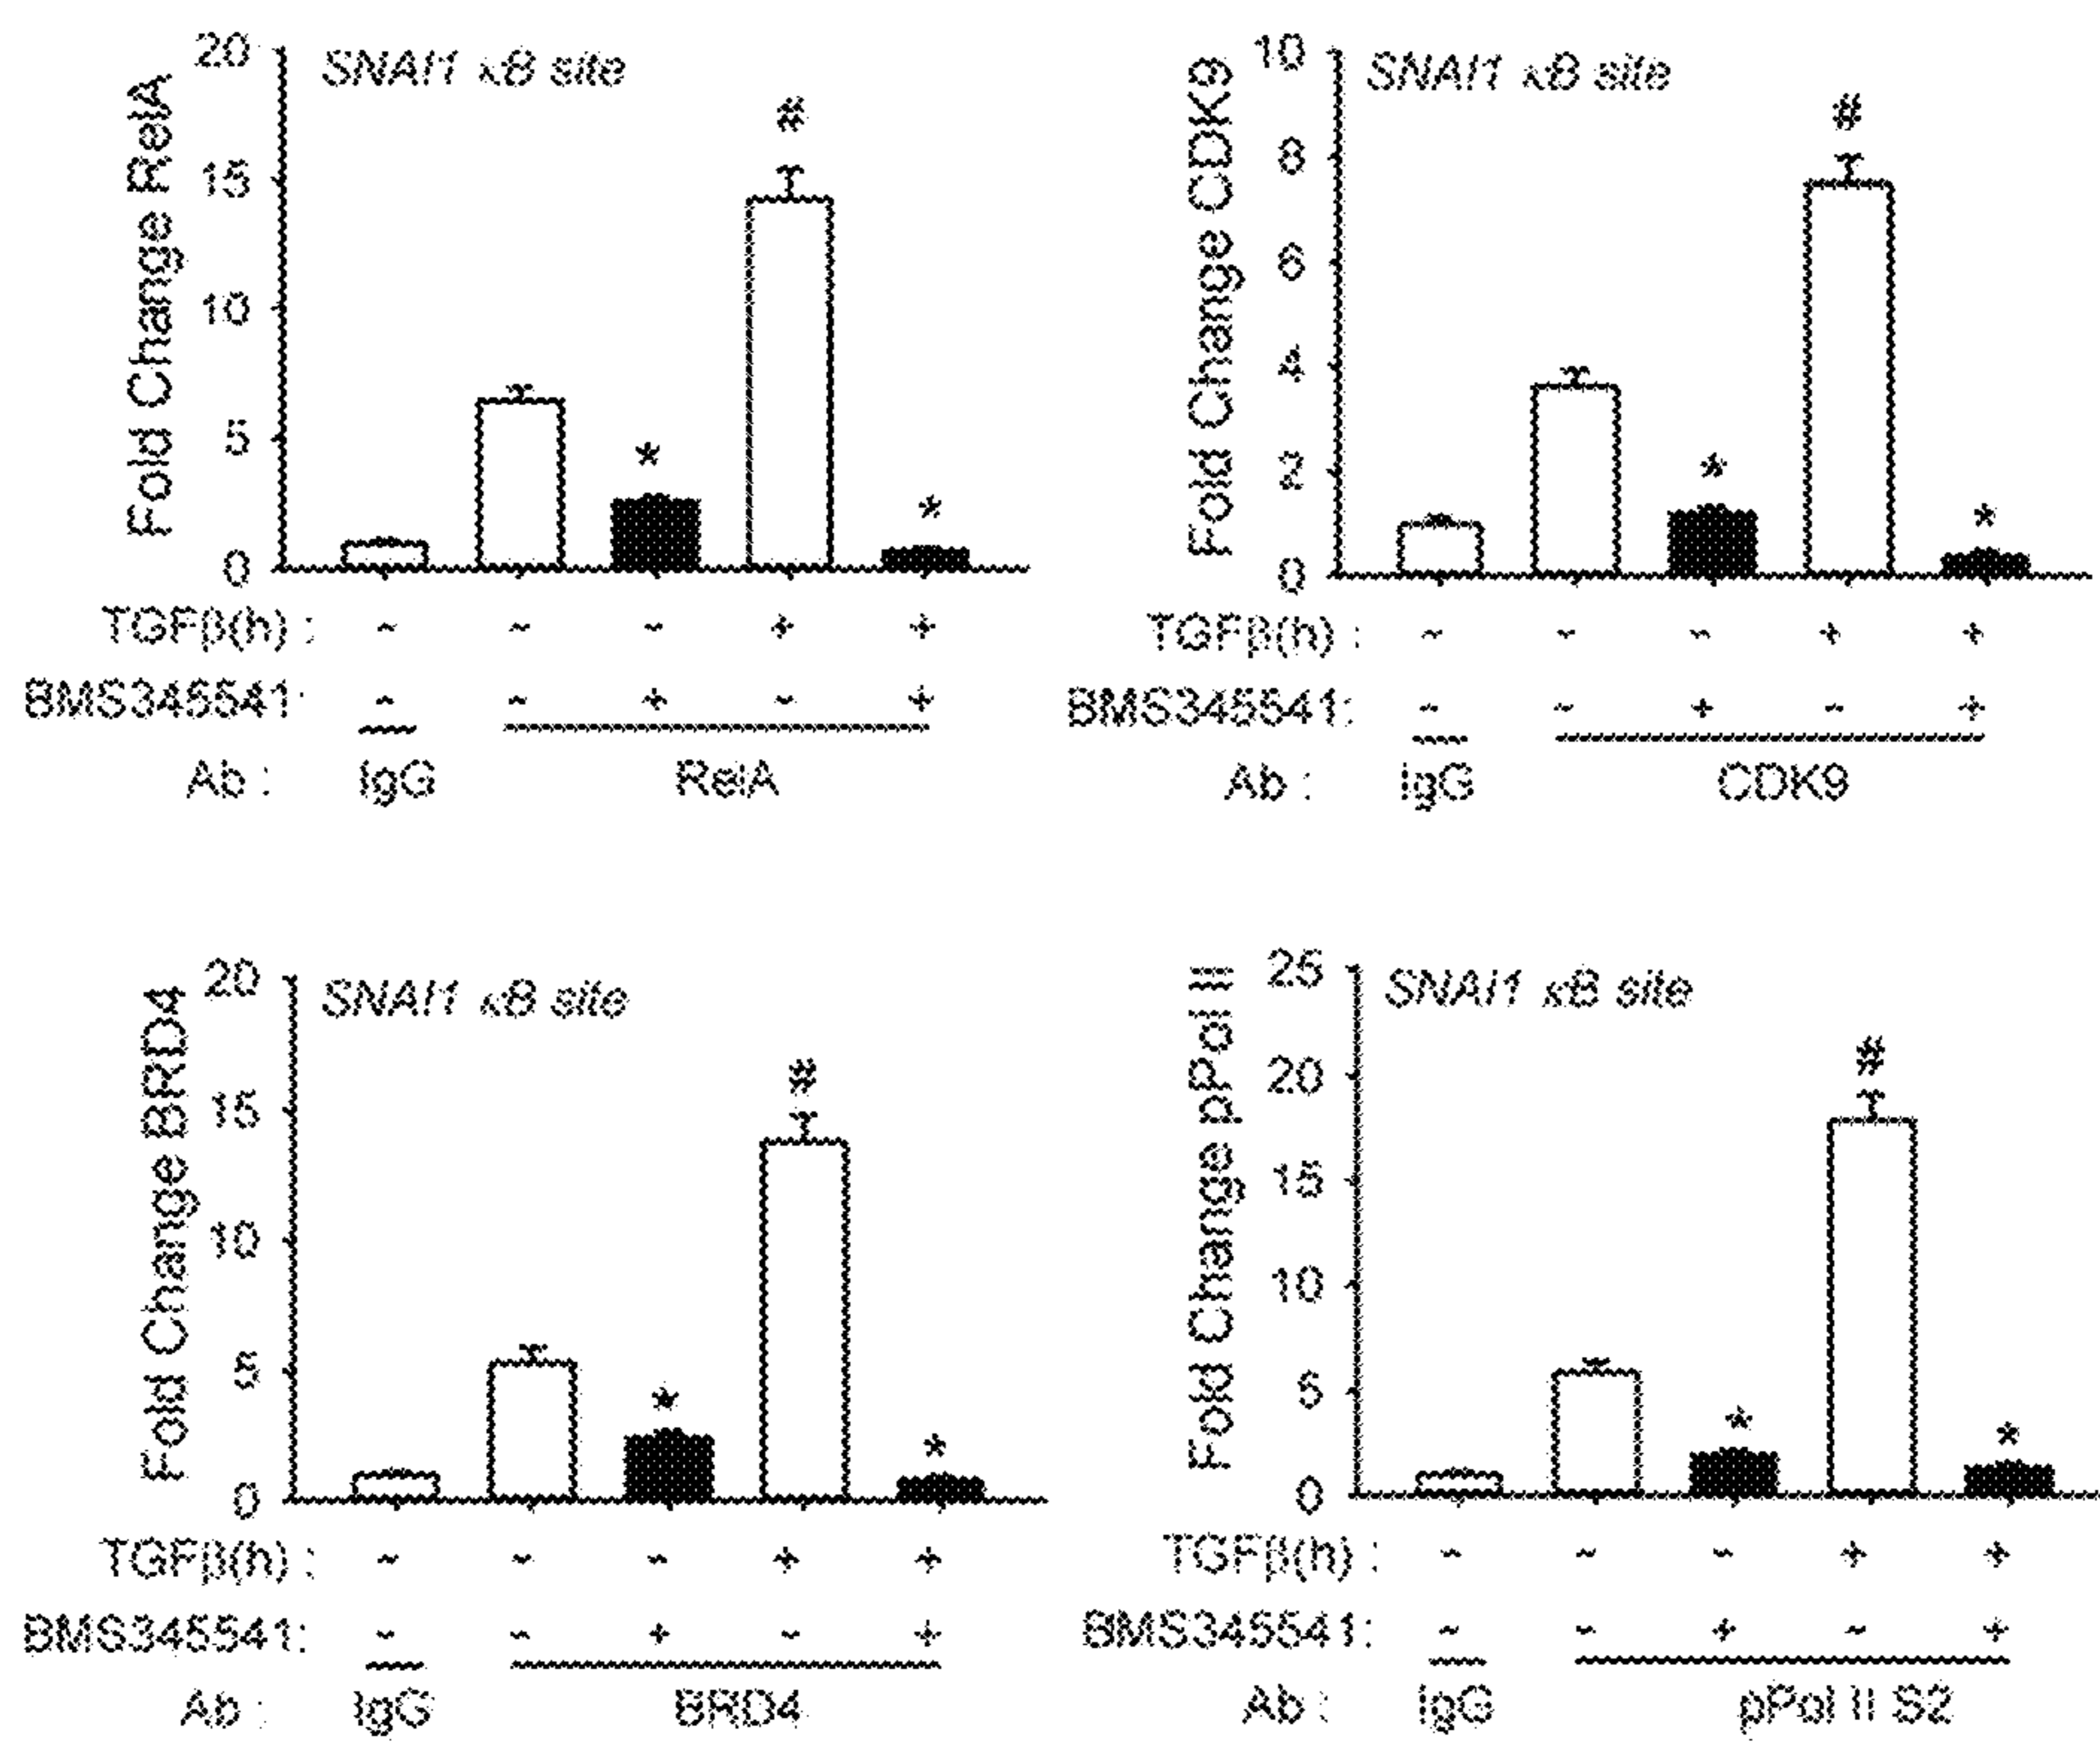 20 SNAI1 κB site
#
15
10
5
*
*
0
Fold Change RelA
TGFβ(h) : - - - + +
BMS345541: - - + - +
Ab : IgG RelA
10 SNAI1 κB site
#
8
6
4
2
*
*
0
Fold Change CDK9
TGFβ(h) : - - - + +
BMS345541: - - + - +
Ab : IgG CDK9
20 SNAI1 κB site
#
15
10
5
*
*
0
Fold Change BRD4
TGFβ(h) : - - - + +
BMS345541: - - + - +
Ab : IgG BRD4
25 SNAI1 κB site
#
20
15
10
5
*
*
0
Fold Change pPol II
TGFβ(h) : - - - + +
BMS345541: - - + - +
Ab : IgG pPol II S2